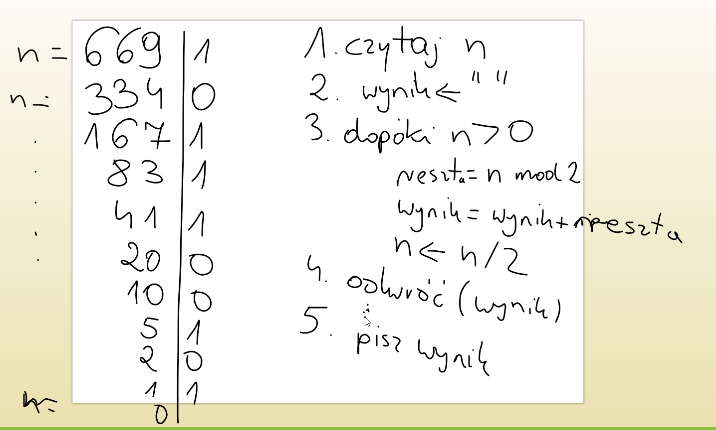 n = 669 | 1
n = 334 | 0
. 167 | 1
. 83 | 1
. 41 | 1
. 20 | 0
10 | 0
5 | 1
2 | 0
n = 1 | 1
0
1. czytaj n
2. wynik ← " "
3. dopóki n > 0
reszta = n mod 2
wynik = wynik + reszta
n ← n/2
4. odwróć (wynik)
5. pisz wynik